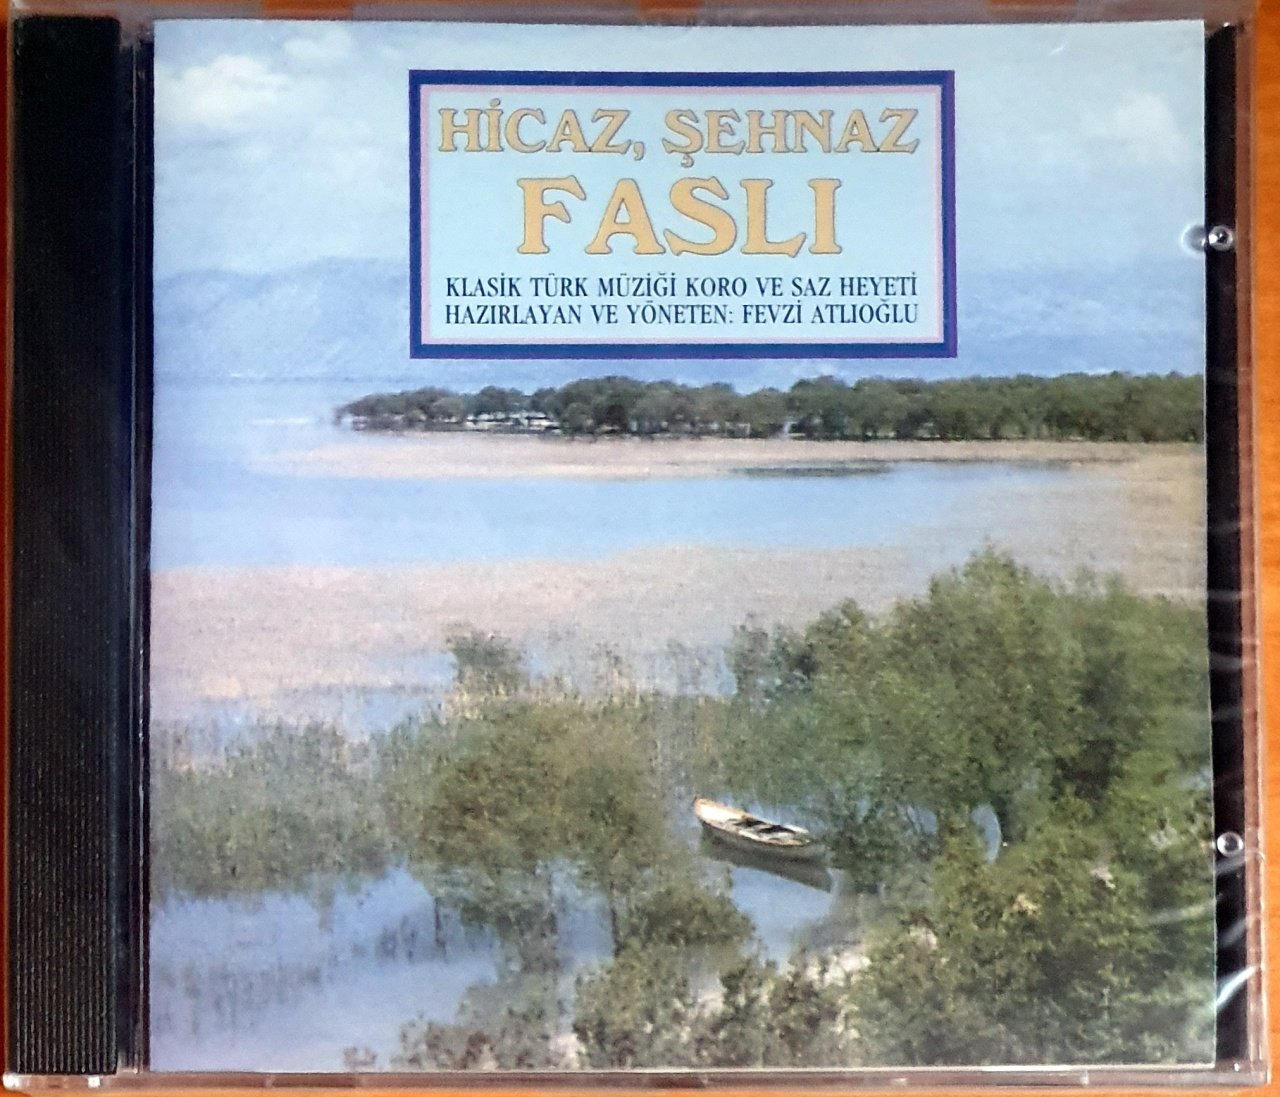 HİCAZ, ŞEHNAZ
FASLI
KLASİK TÜRK MÜZİĞİ KORO VE SAZ HEYETİ
HAZIRLAYAN VE YÖNETEN: FEVZİ ATLIOĞLU